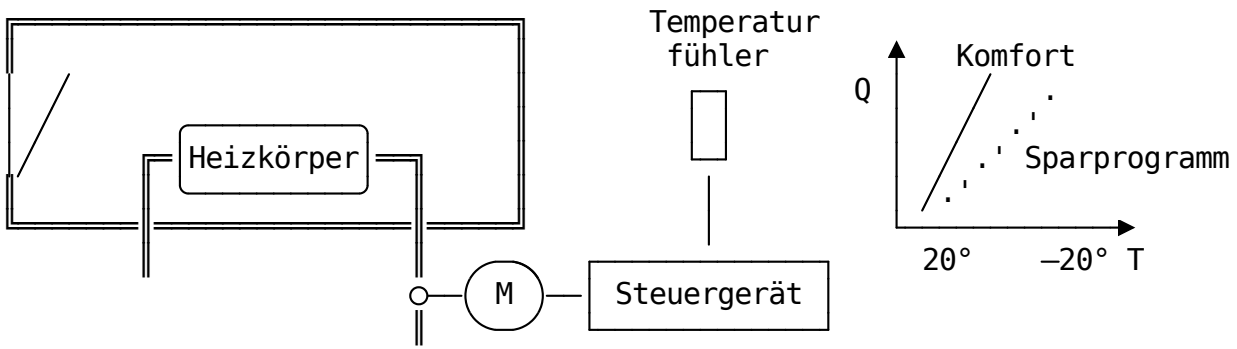 Temperatur
fühler
Komfort
Q
Heizkörper
Sparprogramm
20° –20° T
M
Steuergerät